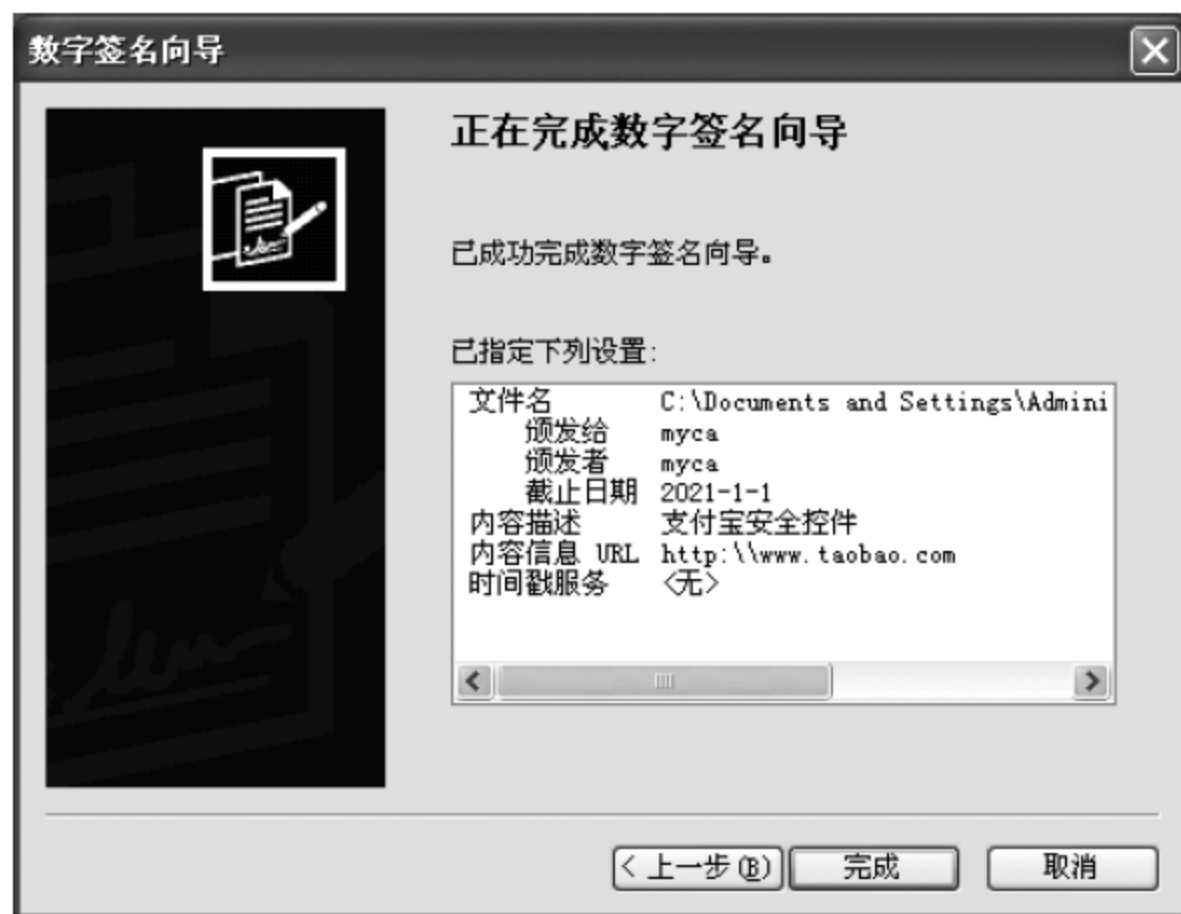 数字签名向导
正在完成数字签名向导
已成功完成数字签名向导。
已指定下列设置:
文件名 C:\Documents and Settings\Admini
颁发给 myca
颁发者 myca
截止日期 2021-1-1
内容描述 支付宝安全控件
内容信息 URL http:\\www.taobao.com
时间戳服务 <无>
< 上一步(B) 完成 取消